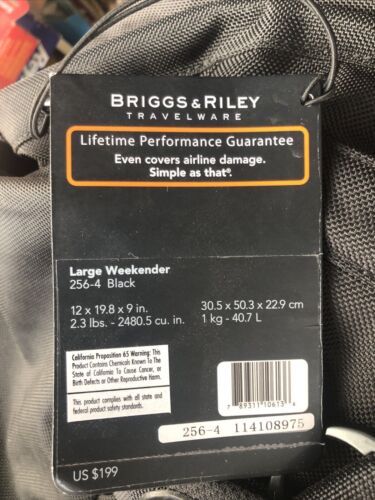 BRIGGS & RILEY
TRAVELWARE
Lifetime Performance Guarantee
Even covers airline damage.
Simple as that®.
Large Weekender
256-4 Black
12 x 19.8 x 9 in.
2.3 lbs. - 2480.5 cu. in.
30.5 x 50.3 x 22.9 cm
1 kg - 40.7 L
California Proposition 65 Warning: This
Product Contains Chemicals Known To The
State of California To Cause Cancer, or
Birth Defects or Other Reproductive Harm.
This product complies with all state and
federal product safety standards.
7 89311 10613 4
256-4 114108975
US $199